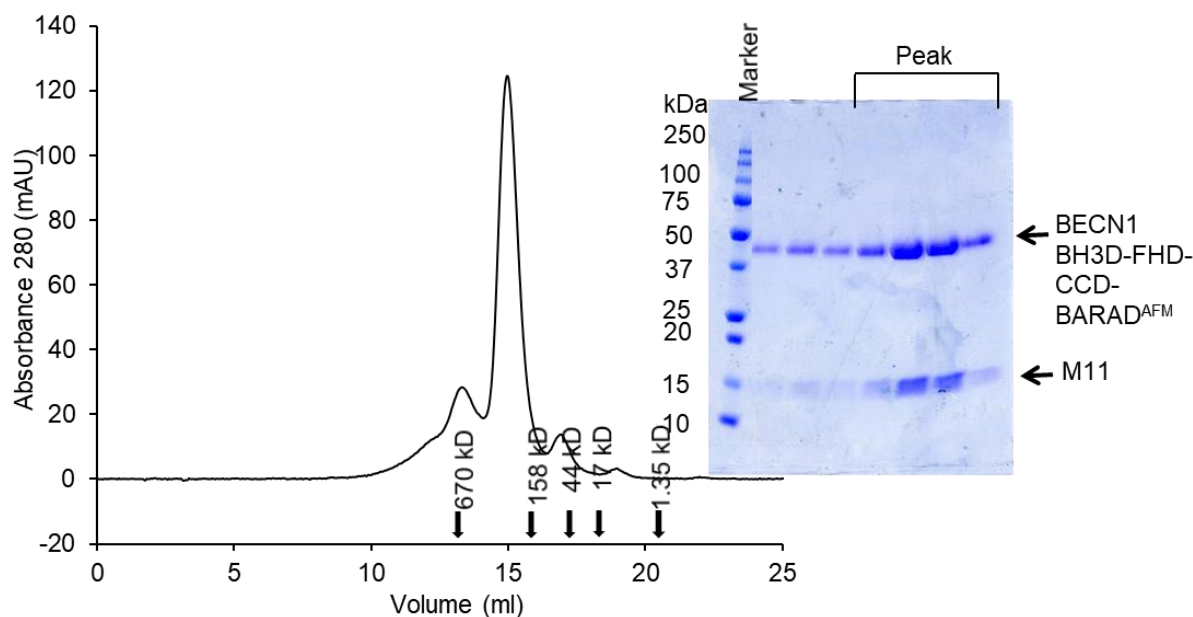 140
120
100
80
60
40
20
0
-20
Absorbance 280 (mAU)
0 5 10 15 20 25
Volume (ml)
670 kD
158 kD
44 kD
17 kD
1.35 kD
Marker
Peak
kDa
250
100
75
50
37
25
20
15
10
BECN1
BH3D-FHD-
CCD-
BARADᴬᶠᴹ
M11